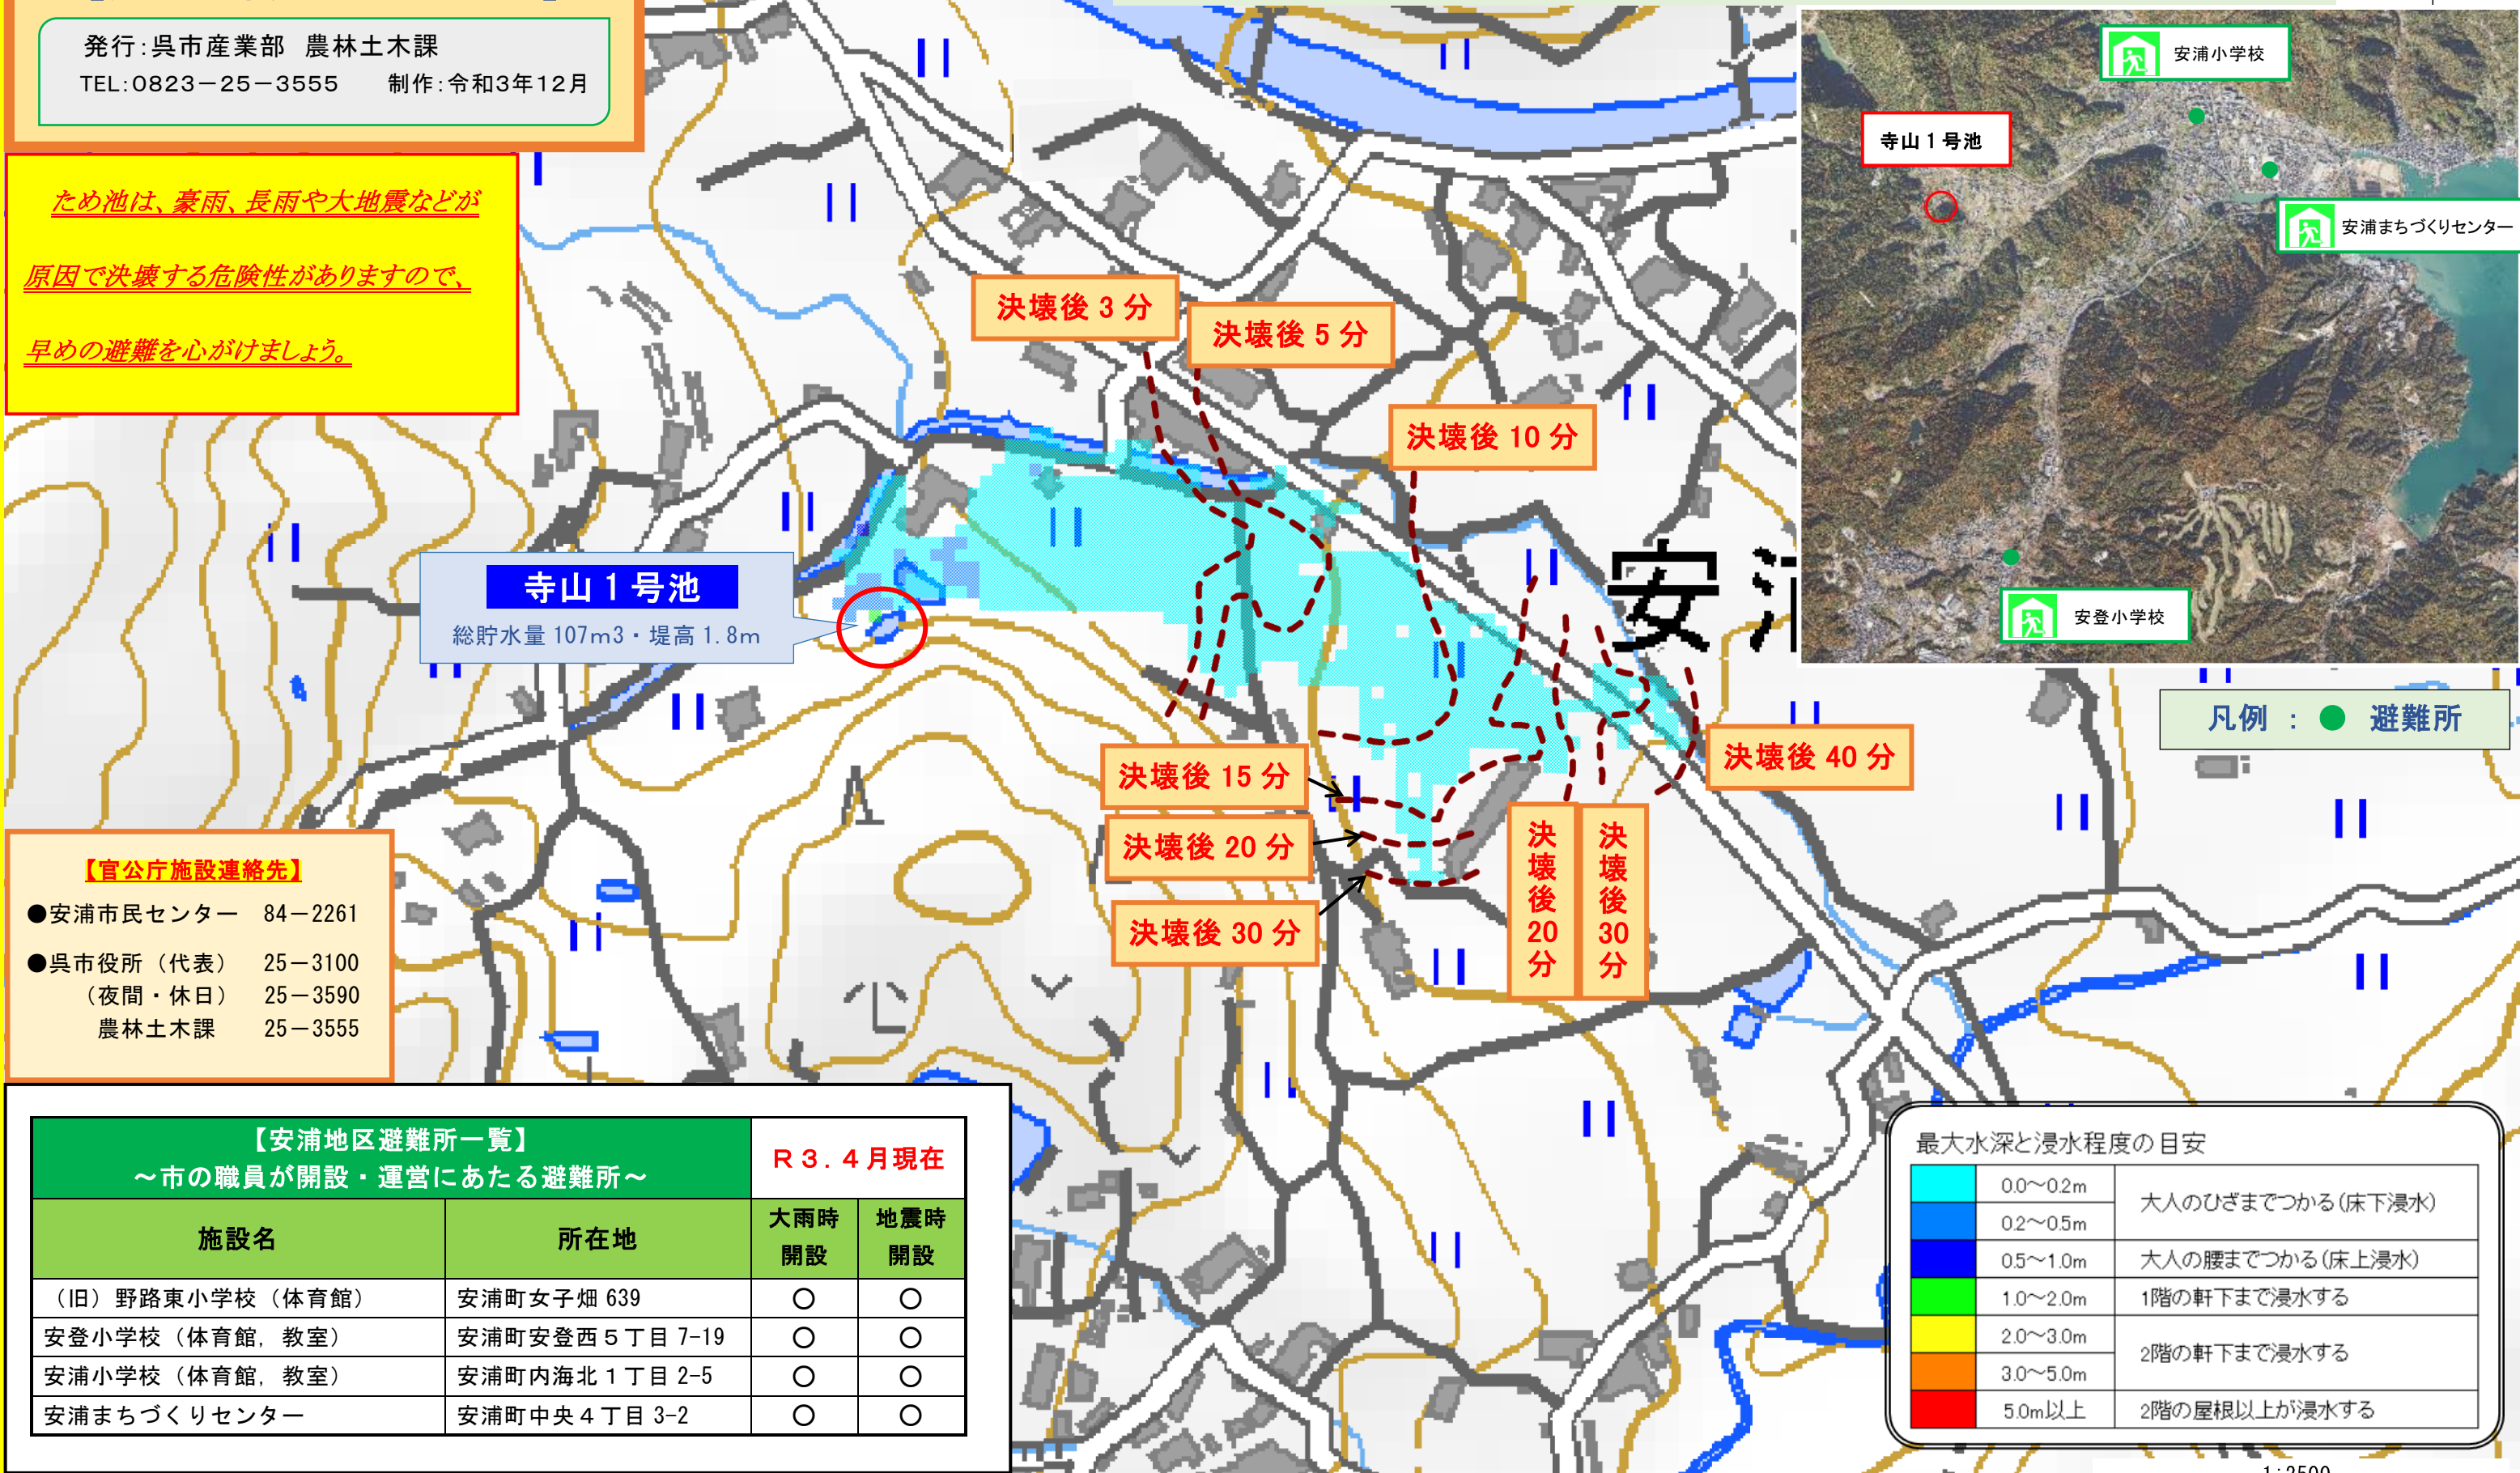 発行:呉市産業部 農林土木課
TEL:0823-25-3555 制作:令和3年12月
ため池は、豪雨、長雨や大地震などが
原因で決壊する危険性がありますので、
早めの避難を心がけましょう。
安浦小学校
寺山1号池
安浦まちづくりセンター
安登小学校
凡例 : ● 避難所
決壊後3分
決壊後5分
決壊後10分
寺山1号池
総貯水量107m3・堤高1.8m
安
決壊後15分
決壊後20分
決壊後30分
決壊後20分
決壊後30分
決壊後40分
【官公庁施設連絡先】
●安浦市民センター 84-2261
●呉市役所(代表) 25-3100
(夜間・休日) 25-3590
農林土木課 25-3555
【安浦地区避難所一覧】
~市の職員が開設・運営にあたる避難所~
R3.4月現在
施設名 所在地 大雨時開設 地震時開設
(旧)野路東小学校(体育館) 安浦町女子畑639 ○ ○
安登小学校(体育館,教室) 安浦町安登西5丁目7-19 ○ ○
安浦小学校(体育館,教室) 安浦町内海北1丁目2-5 ○ ○
安浦まちづくりセンター 安浦町中央4丁目3-2 ○ ○
最大水深と浸水程度の目安
0.0~0.2m 大人のひざまでつかる(床下浸水)
0.2~0.5m
0.5~1.0m 大人の腰までつかる(床上浸水)
1.0~2.0m 1階の軒下まで浸水する
2.0~3.0m 2階の軒下まで浸水する
3.0~5.0m
5.0m以上 2階の屋根以上が浸水する